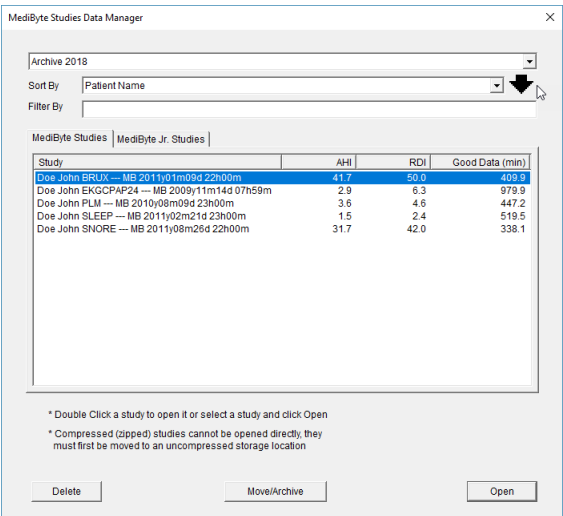 MediByte Studies Data Manager
Archive 2018
Sort By Patient Name
Filter By
MediByte Studies MediByte Jr. Studies
Study AHI RDI Good Data (min)
Doe John BRUX --- MB 2011y01m09d 22h00m 41.7 50.0 409.9
Doe John EKGCPAP24 --- MB 2009y11m14d 07h59m 2.9 6.3 979.9
Doe John PLM --- MB 2010y08m09d 23h00m 3.6 4.6 447.2
Doe John SLEEP --- MB 2011y02m21d 23h00m 1.5 2.4 519.5
Doe John SNORE --- MB 2011y08m26d 22h00m 31.7 42.0 338.1
* Double Click a study to open it or select a study and click Open
* Compressed (zipped) studies cannot be opened directly, they
must first be moved to an uncompressed storage location
Delete Move/Archive Open